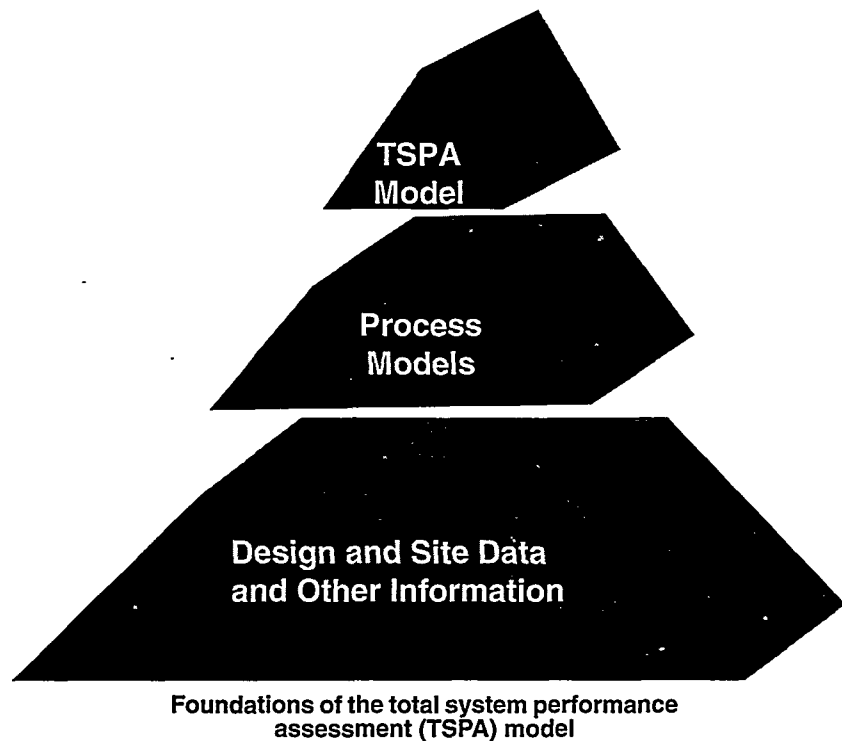 TSPA
Model
Process
Models
Design and Site Data
and Other Information
Foundations of the total system performance
assessment (TSPA) model